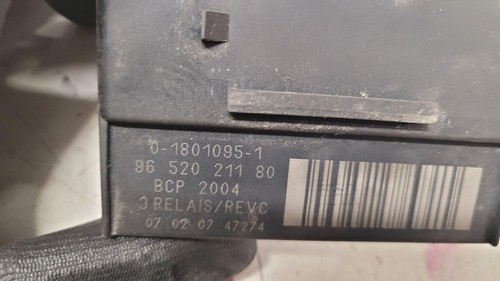 0-1801095-1
96 520 211 80
BCP 2004
3 RELAIS/REVC
07 02 07 47274